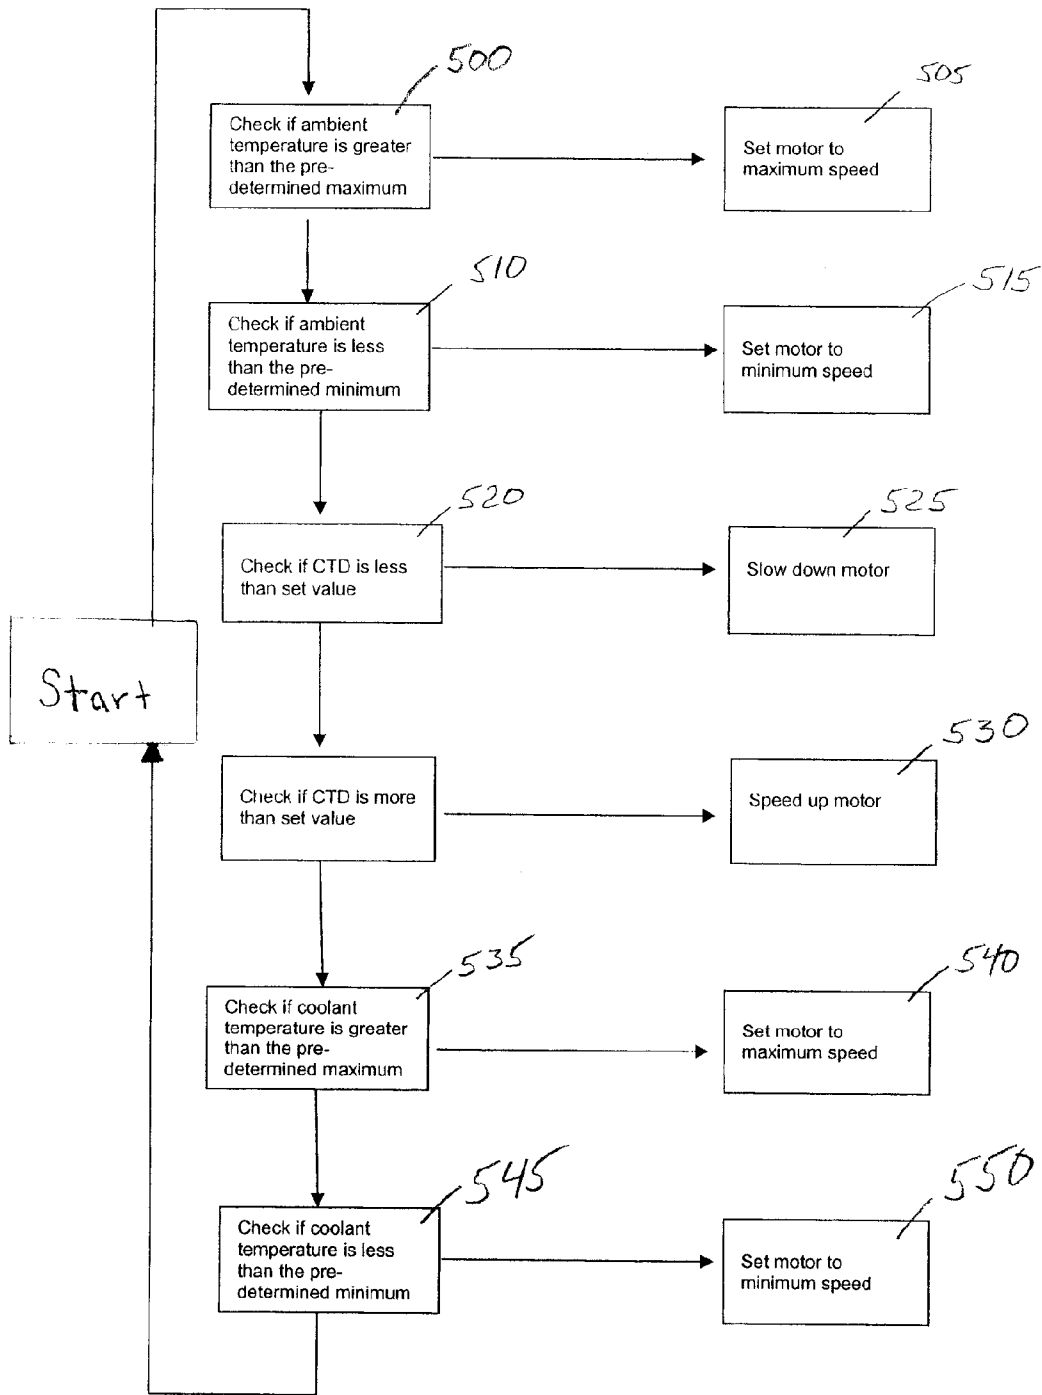 500
505
Check if ambient
temperature is greater
than the pre-
determined maximum
Set motor to
maximum speed
510
515
Check if ambient
temperature is less
than the pre-
determined minimum
Set motor to
minimum speed
520
525
Check if CTD is less
than set value
Slow down motor
Start
530
Check if CTD is more
than set value
Speed up motor
535
540
Check if coolant
temperature is greater
than the pre-
determined maximum
Set motor to
maximum speed
545
550
Check if coolant
temperature is less
than the pre-
determined minimum
Set motor to
minimum speed